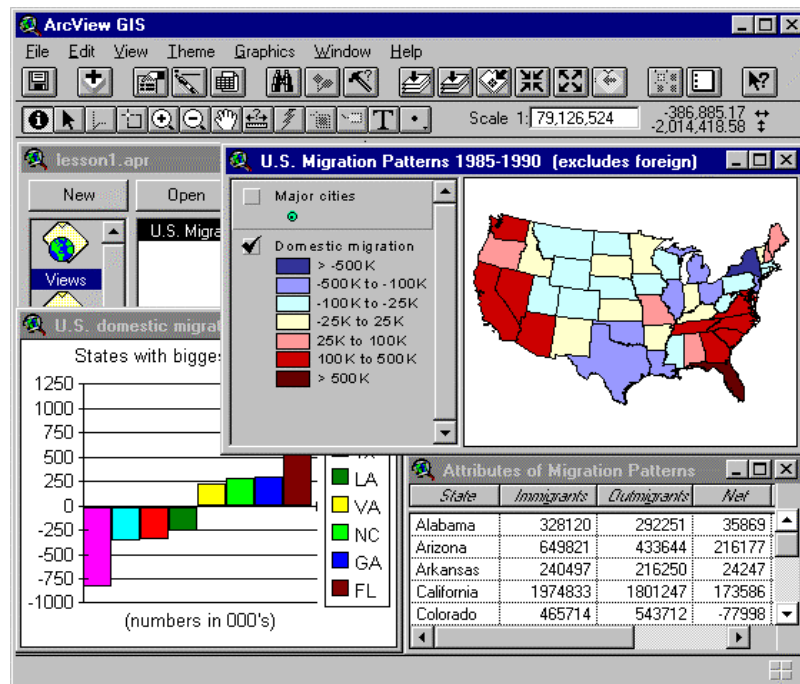 ArcView GIS
File Edit View Theme Graphics Window Help
Scale 1: 79,126,524
-386,885.17
-2,014,418.58
lesson1.apr
New Open
U.S. Migra
Views
U.S. Migration Patterns 1985-1990 (excludes foreign)
Major cities
Domestic migration
> -500K
-500K to -100K
-100K to -25K
-25K to 25K
25K to 100K
100K to 500K
> 500K
U.S. domestic migrat
States with bigges
1250
1000
750
500
250
0
-250
-500
-750
-1000
(numbers in 000's)
LA
VA
NC
GA
FL
Attributes of Migration Patterns
State Immigrants Outmigrants Net
Alabama 328120 292251 35869
Arizona 649821 433644 216177
Arkansas 240497 216250 24247
California 1974833 1801247 173586
Colorado 465714 543712 -77998